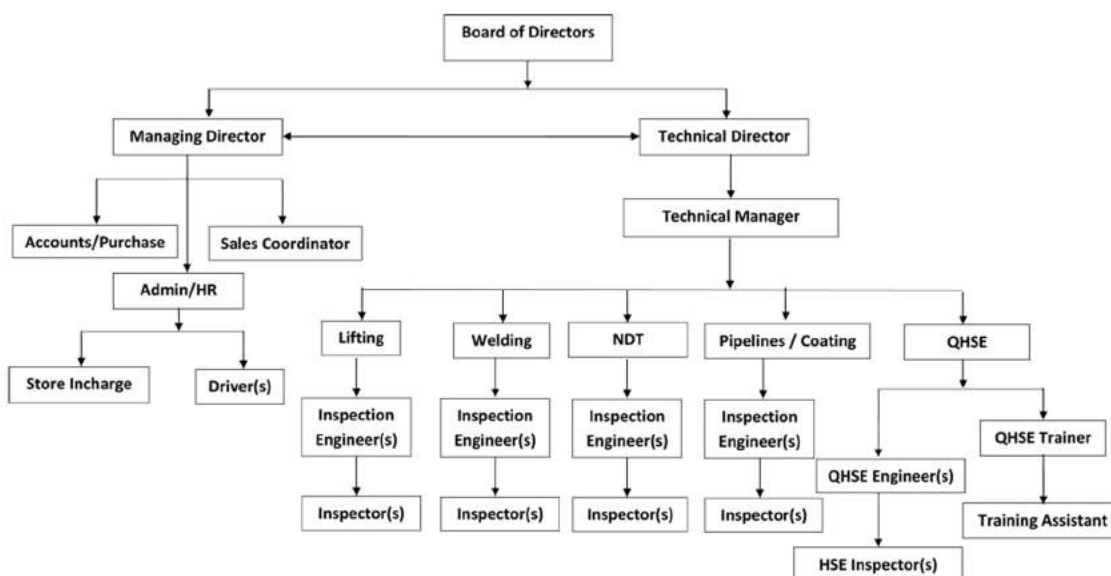 Board of Directors
Managing Director
Technical Director
Technical Manager
Accounts/Purchase
Sales Coordinator
Admin/HR
Store Incharge
Driver(s)
Lifting
Welding
NDT
Pipelines / Coating
QHSE
Inspection
Engineer(s)
Inspection
Engineer(s)
Inspection
Engineer(s)
Inspection
Engineer(s)
QHSE Trainer
QHSE Engineer(s)
Inspector(s)
Inspector(s)
Inspector(s)
Inspector(s)
Training Assistant
HSE Inspector(s)